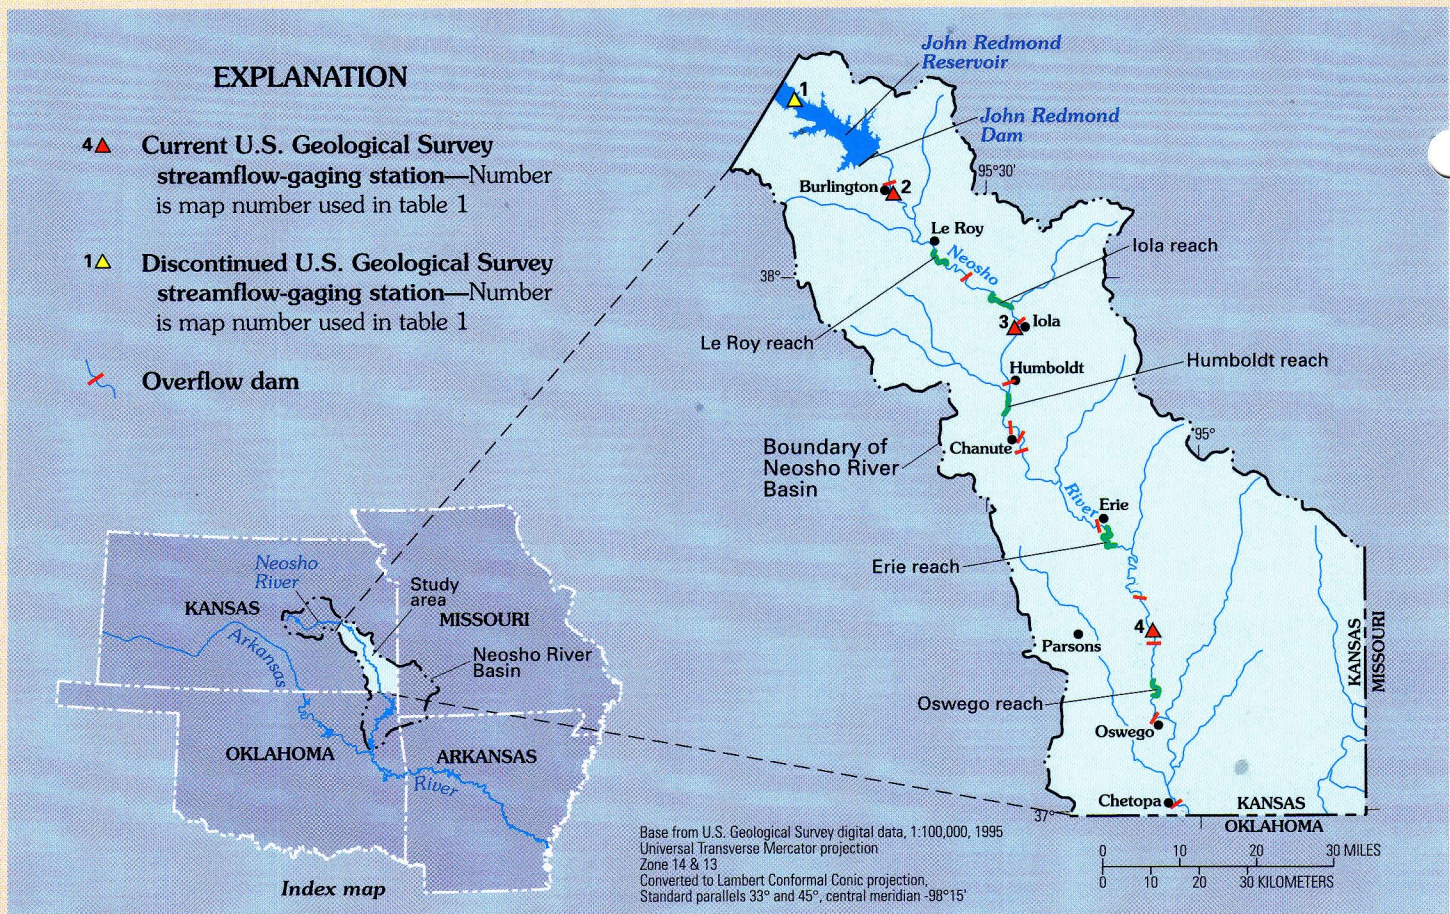 EXPLANATION
4 Current U.S. Geological Survey
streamflow-gaging station—Number
is map number used in table 1
1 Discontinued U.S. Geological Survey
streamflow-gaging station—Number
is map number used in table 1
Overflow dam
John Redmond
Reservoir
1
John Redmond
Dam
95°30'
Burlington
2
Le Roy
Neosho
Iola reach
38°
3
Iola
Le Roy reach
Humboldt
Humboldt reach
Boundary of
Neosho River
Basin
Chanute
95°
River
Erie
Erie reach
4
Parsons
KANSAS
MISSOURI
Oswego reach
Oswego
Chetopa
37°
KANSAS
OKLAHOMA
Neosho
River
Study
area
KANSAS
MISSOURI
Arkansas
Neosho River
Basin
OKLAHOMA
ARKANSAS
River
Index map
Base from U.S. Geological Survey digital data, 1:100,000, 1995
Universal Transverse Mercator projection
Zone 14 & 13
Converted to Lambert Conformal Conic projection,
Standard parallels 33° and 45°, central meridian -98°15'
0 10 20 30 MILES
0 10 20 30 KILOMETERS